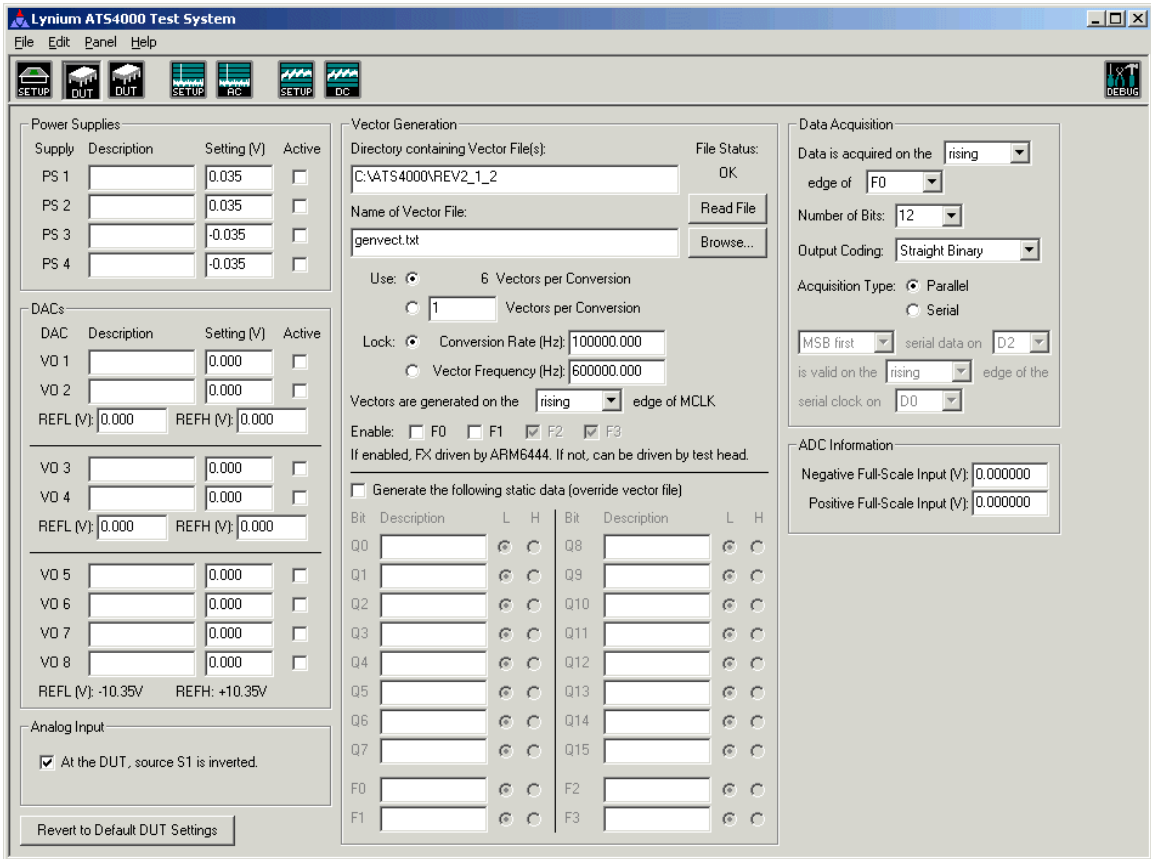 Lynium ATS4000 Test System
File Edit Panel Help
SETUP DUT DUT SETUP AC SETUP DC DEBUG
Power Supplies
Supply Description Setting (V) Active
PS 1 0.035
PS 2 0.035
PS 3 -0.035
PS 4 -0.035
DACs
DAC Description Setting (V) Active
VO 1 0.000
VO 2 0.000
REFL (V): 0.000 REFH (V): 0.000
VO 3 0.000
VO 4 0.000
REFL (V): 0.000 REFH (V): 0.000
VO 5 0.000
VO 6 0.000
VO 7 0.000
VO 8 0.000
REFL (V): -10.35V REFH: +10.35V
Analog Input
At the DUT, source S1 is inverted.
Revert to Default DUT Settings
Vector Generation
Directory containing Vector File(s): File Status:
C:\ATS4000\REV2_1_2 OK
Name of Vector File: Read File
genvect.txt Browse...
Use: 6 Vectors per Conversion
1 Vectors per Conversion
Lock: Conversion Rate (Hz): 100000.000
Vector Frequency (Hz): 600000.000
Vectors are generated on the rising edge of MCLK
Enable: F0 F1 F2 F3
If enabled, FX driven by ARM6444. If not, can be driven by test head.
Generate the following static data (override vector file)
Bit Description L H Bit Description L H
Q0 Q8
Q1 Q9
Q2 Q10
Q3 Q11
Q4 Q12
Q5 Q13
Q6 Q14
Q7 Q15
F0 F2
F1 F3
Data Acquisition
Data is acquired on the rising
edge of F0
Number of Bits: 12
Output Coding: Straight Binary
Acquisition Type: Parallel
Serial
MSB first serial data on D2
is valid on the rising edge of the
serial clock on D0
ADC Information
Negative Full-Scale Input (V): 0.000000
Positive Full-Scale Input (V): 0.000000